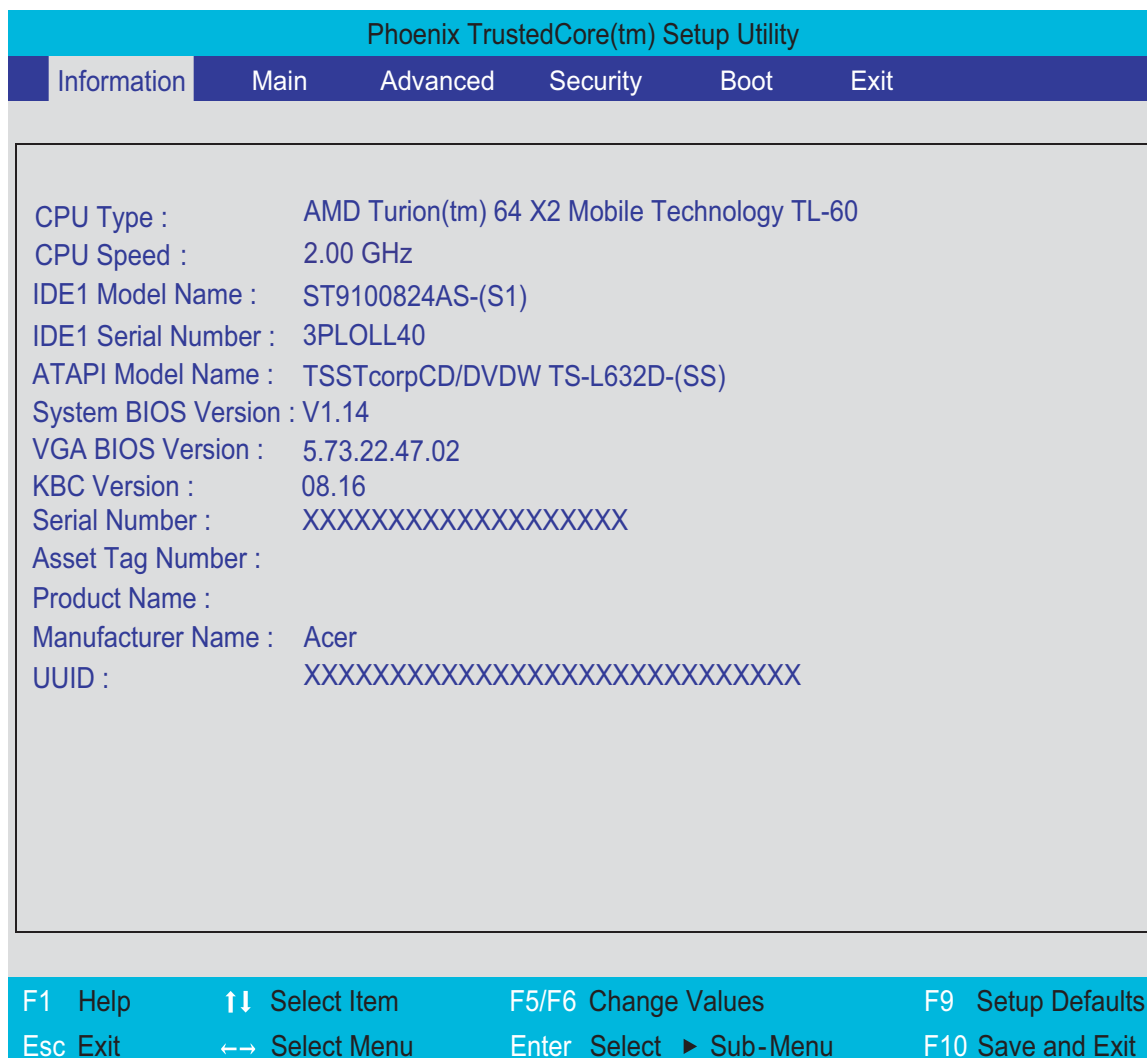 Phoenix TrustedCore(tm) Setup Utility
Information Main Advanced Security Boot Exit
CPU Type : AMD Turion(tm) 64 X2 Mobile Technology TL-60
CPU Speed : 2.00 GHz
IDE1 Model Name : ST9100824AS-(S1)
IDE1 Serial Number : 3PLOLL40
ATAPI Model Name : TSSTcorpCD/DVDW TS-L632D-(SS)
System BIOS Version : V1.14
VGA BIOS Version : 5.73.22.47.02
KBC Version : 08.16
Serial Number : XXXXXXXXXXXXXXXXXXX
Asset Tag Number :
Product Name :
Manufacturer Name : Acer
UUID : XXXXXXXXXXXXXXXXXXXXXXXXXXXXX
F1 Help ↑↓ Select Item F5/F6 Change Values F9 Setup Defaults
Esc Exit ←→ Select Menu Enter Select ▶ Sub-Menu F10 Save and Exit